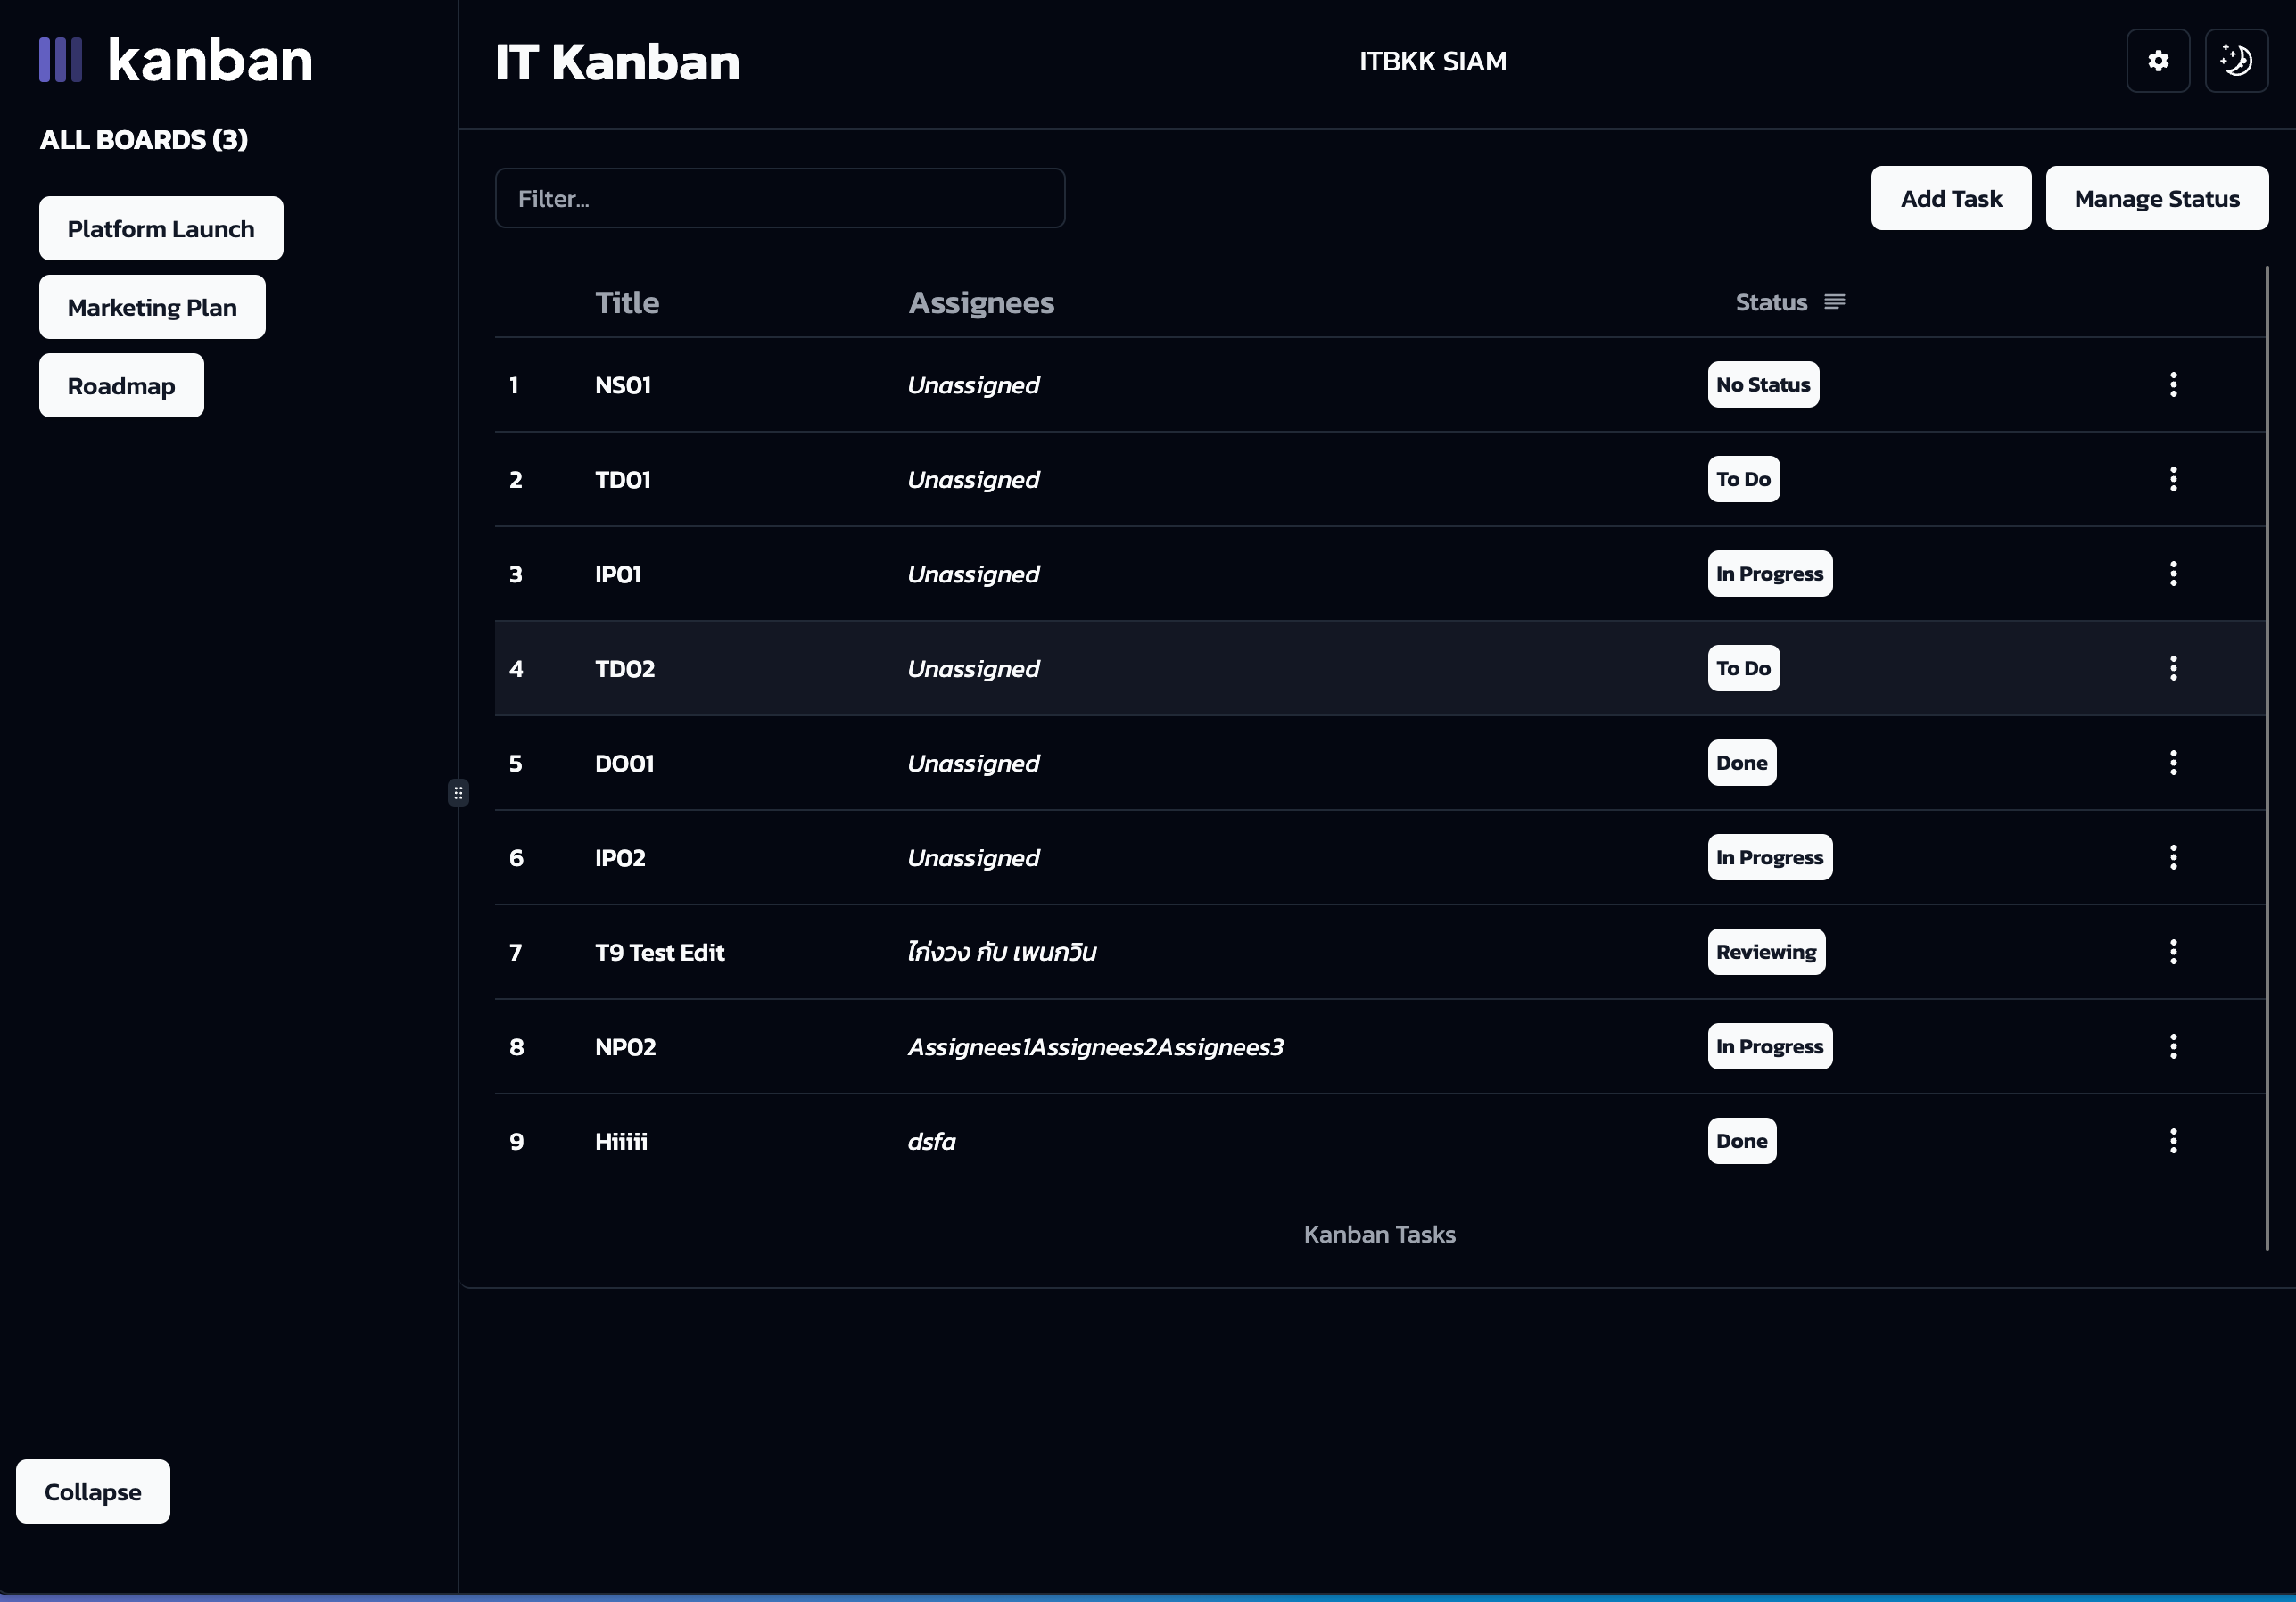 kanban
ALL BOARDS (3)
Platform Launch
Marketing Plan
Roadmap
Collapse
IT Kanban
ITBKK SIAM
Filter...
Add Task
Manage Status
Title Assignees Status
1 NS01 Unassigned No Status
2 TD01 Unassigned To Do
3 IP01 Unassigned In Progress
4 TD02 Unassigned To Do
5 DO01 Unassigned Done
6 IP02 Unassigned In Progress
7 T9 Test Edit ไก่งวง กับ เพนกวิน Reviewing
8 NP02 Assignees1Assignees2Assignees3 In Progress
9 Hiiiii dsfa Done
Kanban Tasks